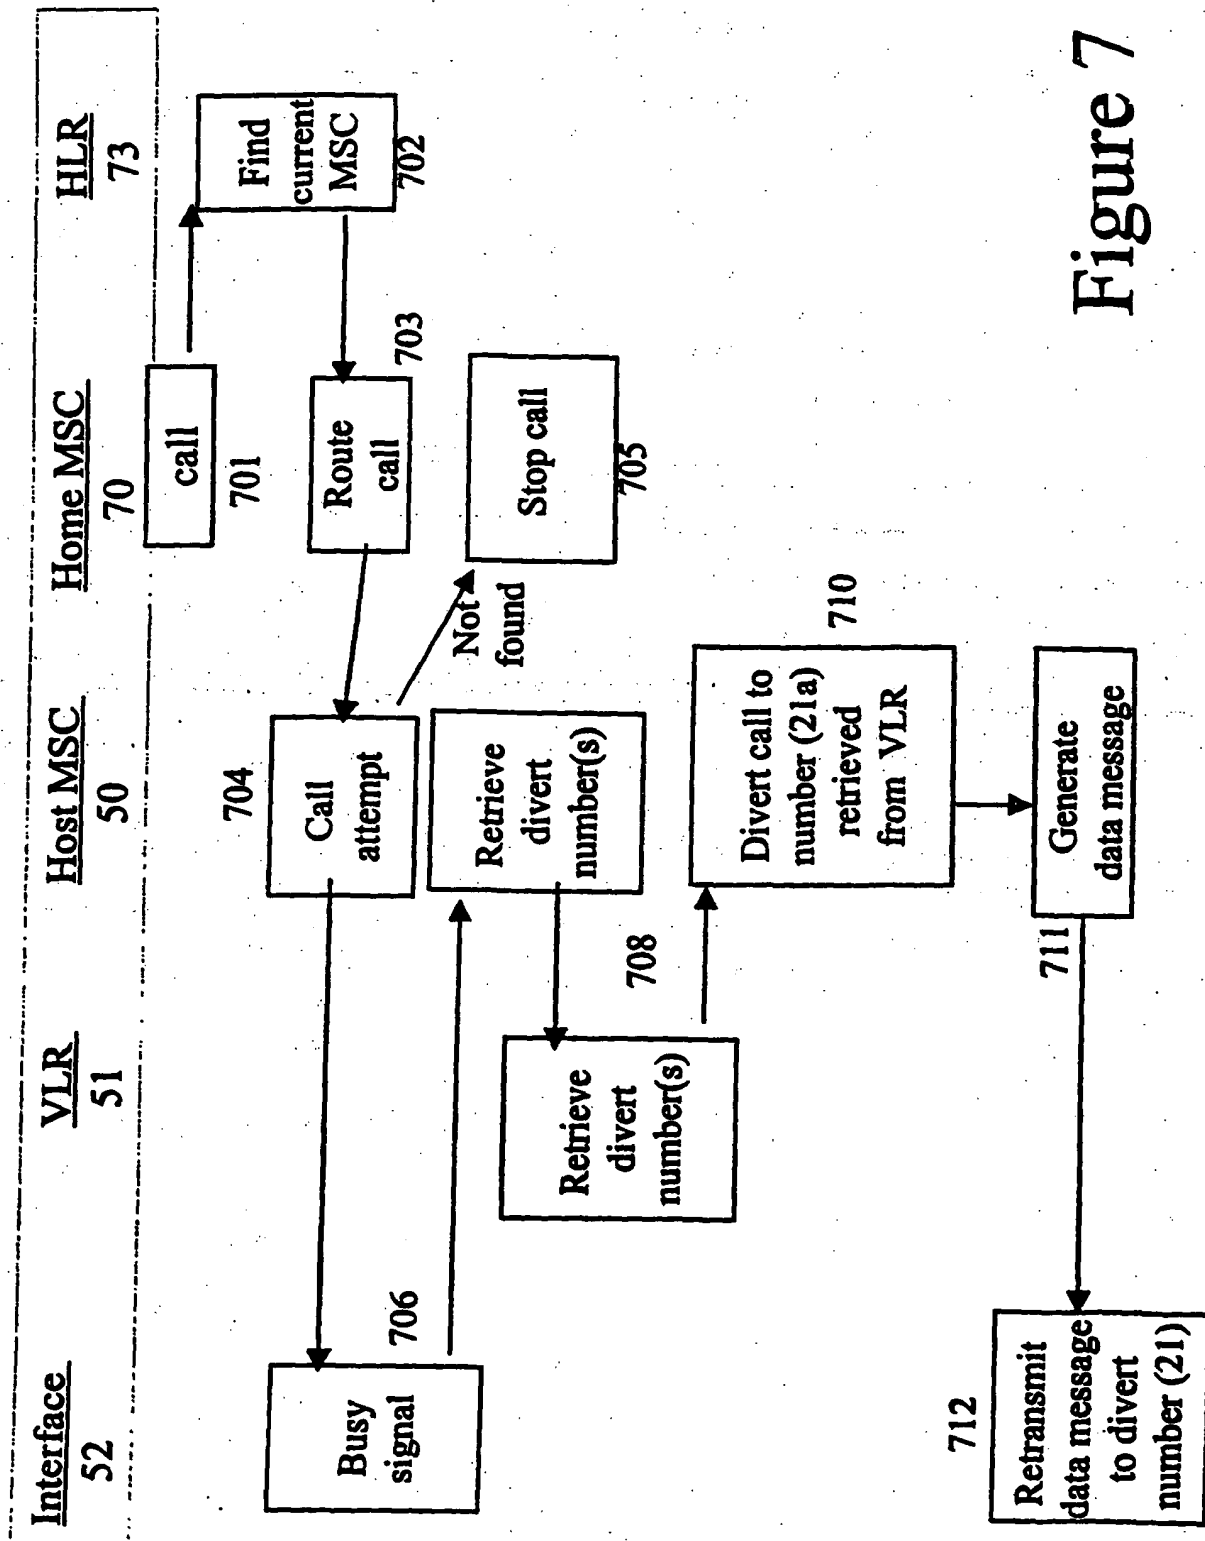 Interface
52
VLR
51
Host MSC
50
Home MSC
70
HLR
73
call
701
Find
current
MSC
702
Route
call
703
704
Call
attempt
Not
found
Stop call
705
Busy
signal
706
Retrieve
divert
number(s)
Retrieve
divert
number(s)
708
Divert call to
number (21a)
retrieved
from VLR
710
Generate
data message
711
712
Retransmit
data message
to divert
number (21)
Figure 7